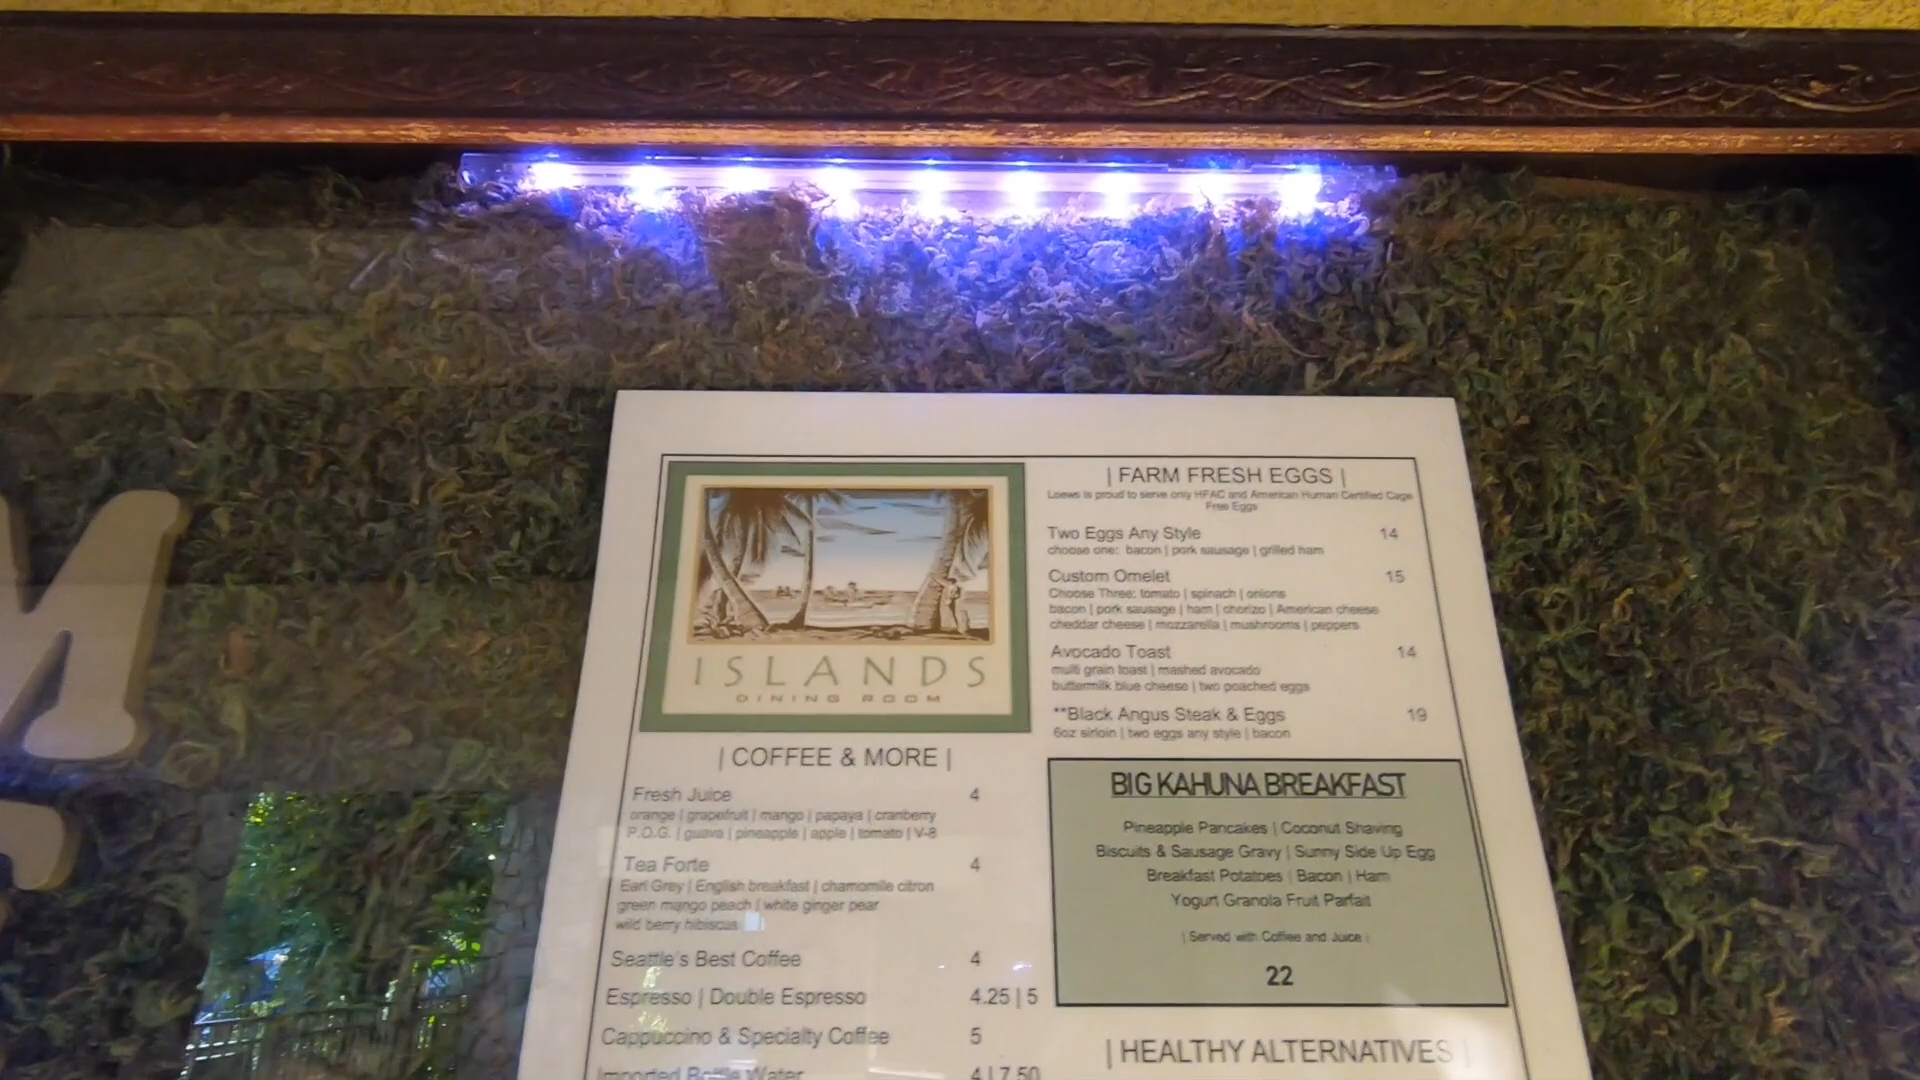 ISLANDS
DINING ROOM
| COFFEE & MORE |
Fresh Juice 4
orange | grapefruit | mango | papaya | cranberry
P.O.G. | guava | pineapple | apple | tomato | V-8
Tea Forte 4
Earl Grey | English breakfast | chamomile citron
green mango peach | white ginger pear
wild berry hibiscus
Seattle's Best Coffee 4
Espresso | Double Espresso 4.25 | 5
Cappuccino & Specialty Coffee 5
Imported Bottle Water 4 | 7.50
| FARM FRESH EGGS |
Loews is proud to serve only HFAC and American Human Certified Cage
Free Eggs
Two Eggs Any Style 14
choose one: bacon | pork sausage | grilled ham
Custom Omelet 15
Choose Three: tomato | spinach | onions
bacon | pork sausage | ham | chorizo | American cheese
cheddar cheese | mozzarella | mushrooms | peppers
Avocado Toast 14
multi grain toast | mashed avocado
buttermilk blue cheese | two poached eggs
**Black Angus Steak & Eggs 19
6oz sirloin | two eggs any style | bacon
BIG KAHUNA BREAKFAST
Pineapple Pancakes | Coconut Shaving
Biscuits & Sausage Gravy | Sunny Side Up Egg
Breakfast Potatoes | Bacon | Ham
Yogurt Granola Fruit Parfait
| Served with Coffee and Juice |
22
| HEALTHY ALTERNATIVES |